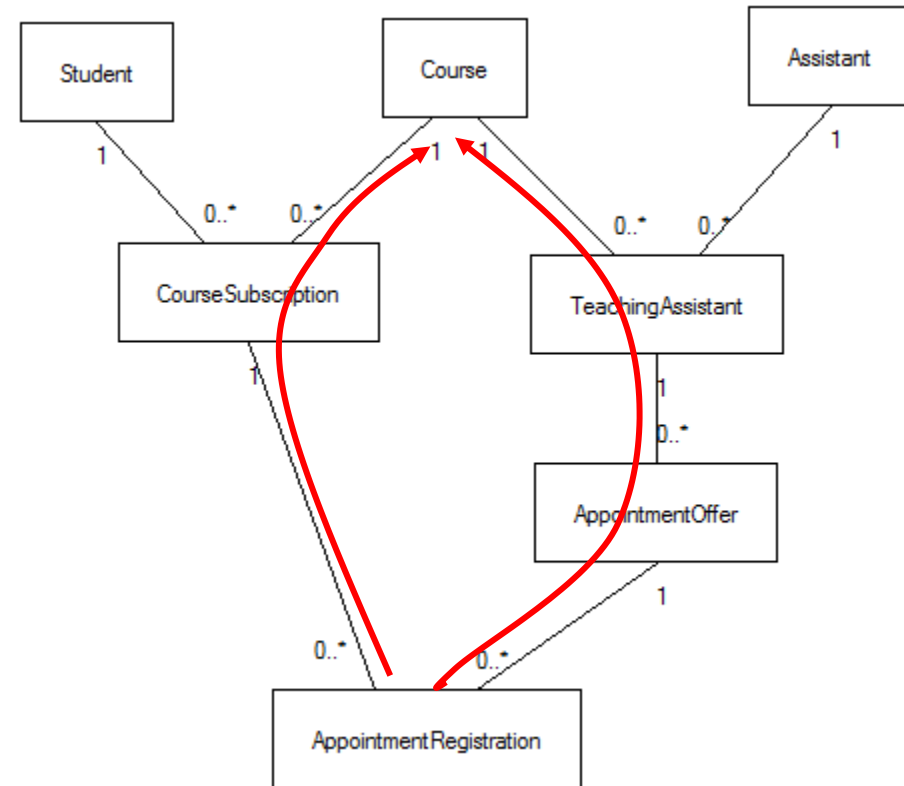 Student
Course
Assistant
1
1
1
1
0..*
0..*
0..*
0..*
CourseSubscription
TeachingAssistant
1
1
0..*
AppointmentOffer
1
0..*
0..*
AppointmentRegistration